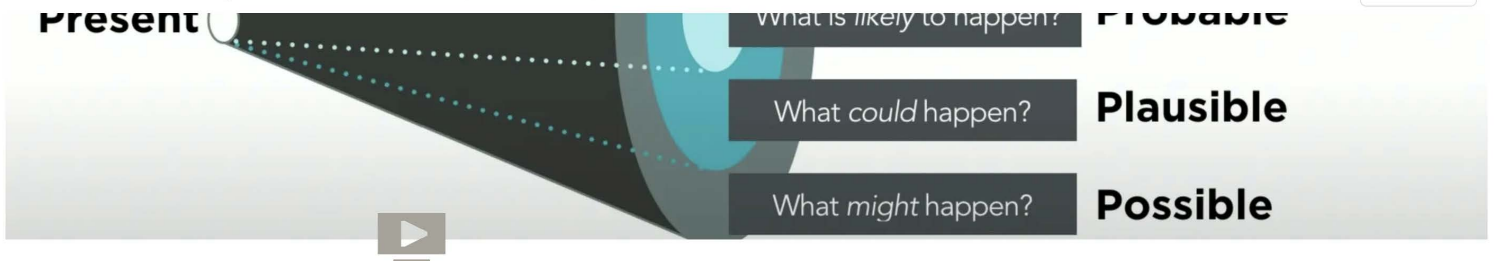 Present
What is likely to happen? Probable
What could happen? Plausible
What might happen? Possible